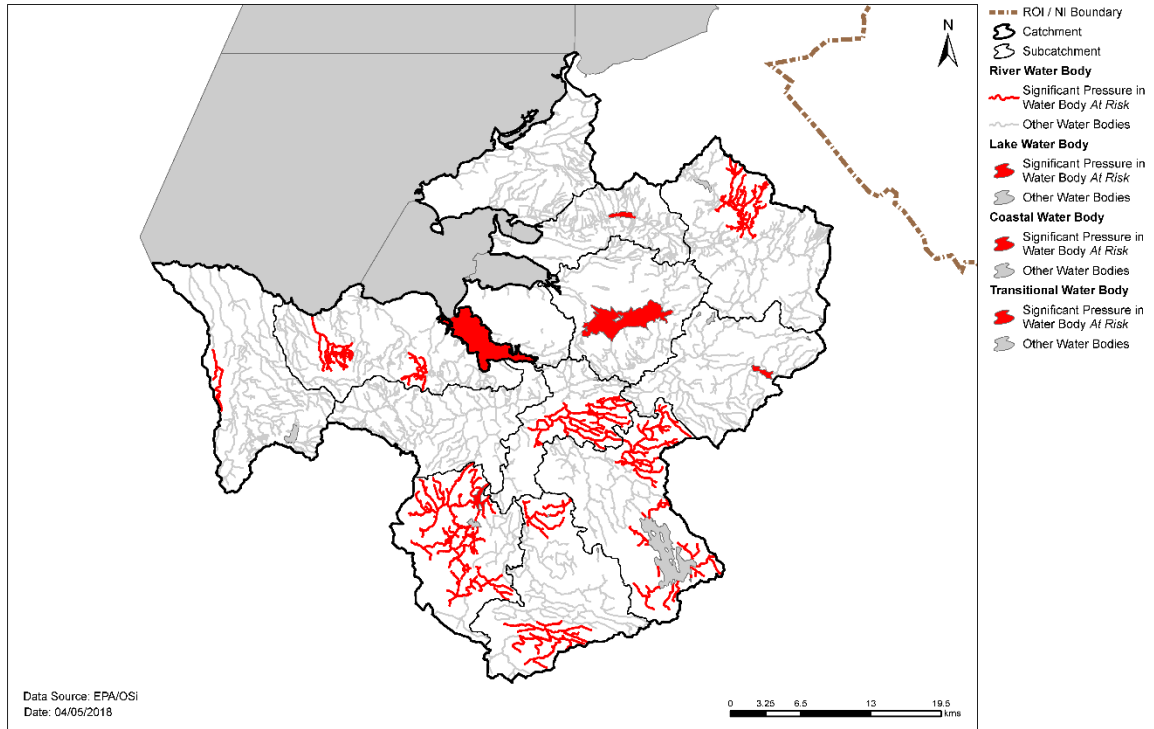 N
ROI / NI Boundary
Catchment
Subcatchment
River Water Body
Significant Pressure in
Water Body At Risk
Other Water Bodies
Lake Water Body
Significant Pressure in
Water Body At Risk
Other Water Bodies
Coastal Water Body
Significant Pressure in
Water Body At Risk
Other Water Bodies
Transitional Water Body
Significant Pressure in
Water Body At Risk
Other Water Bodies
Data Source: EPA/OSi
Date: 04/05/2018
0 3.25 6.5 13 19.5
kms